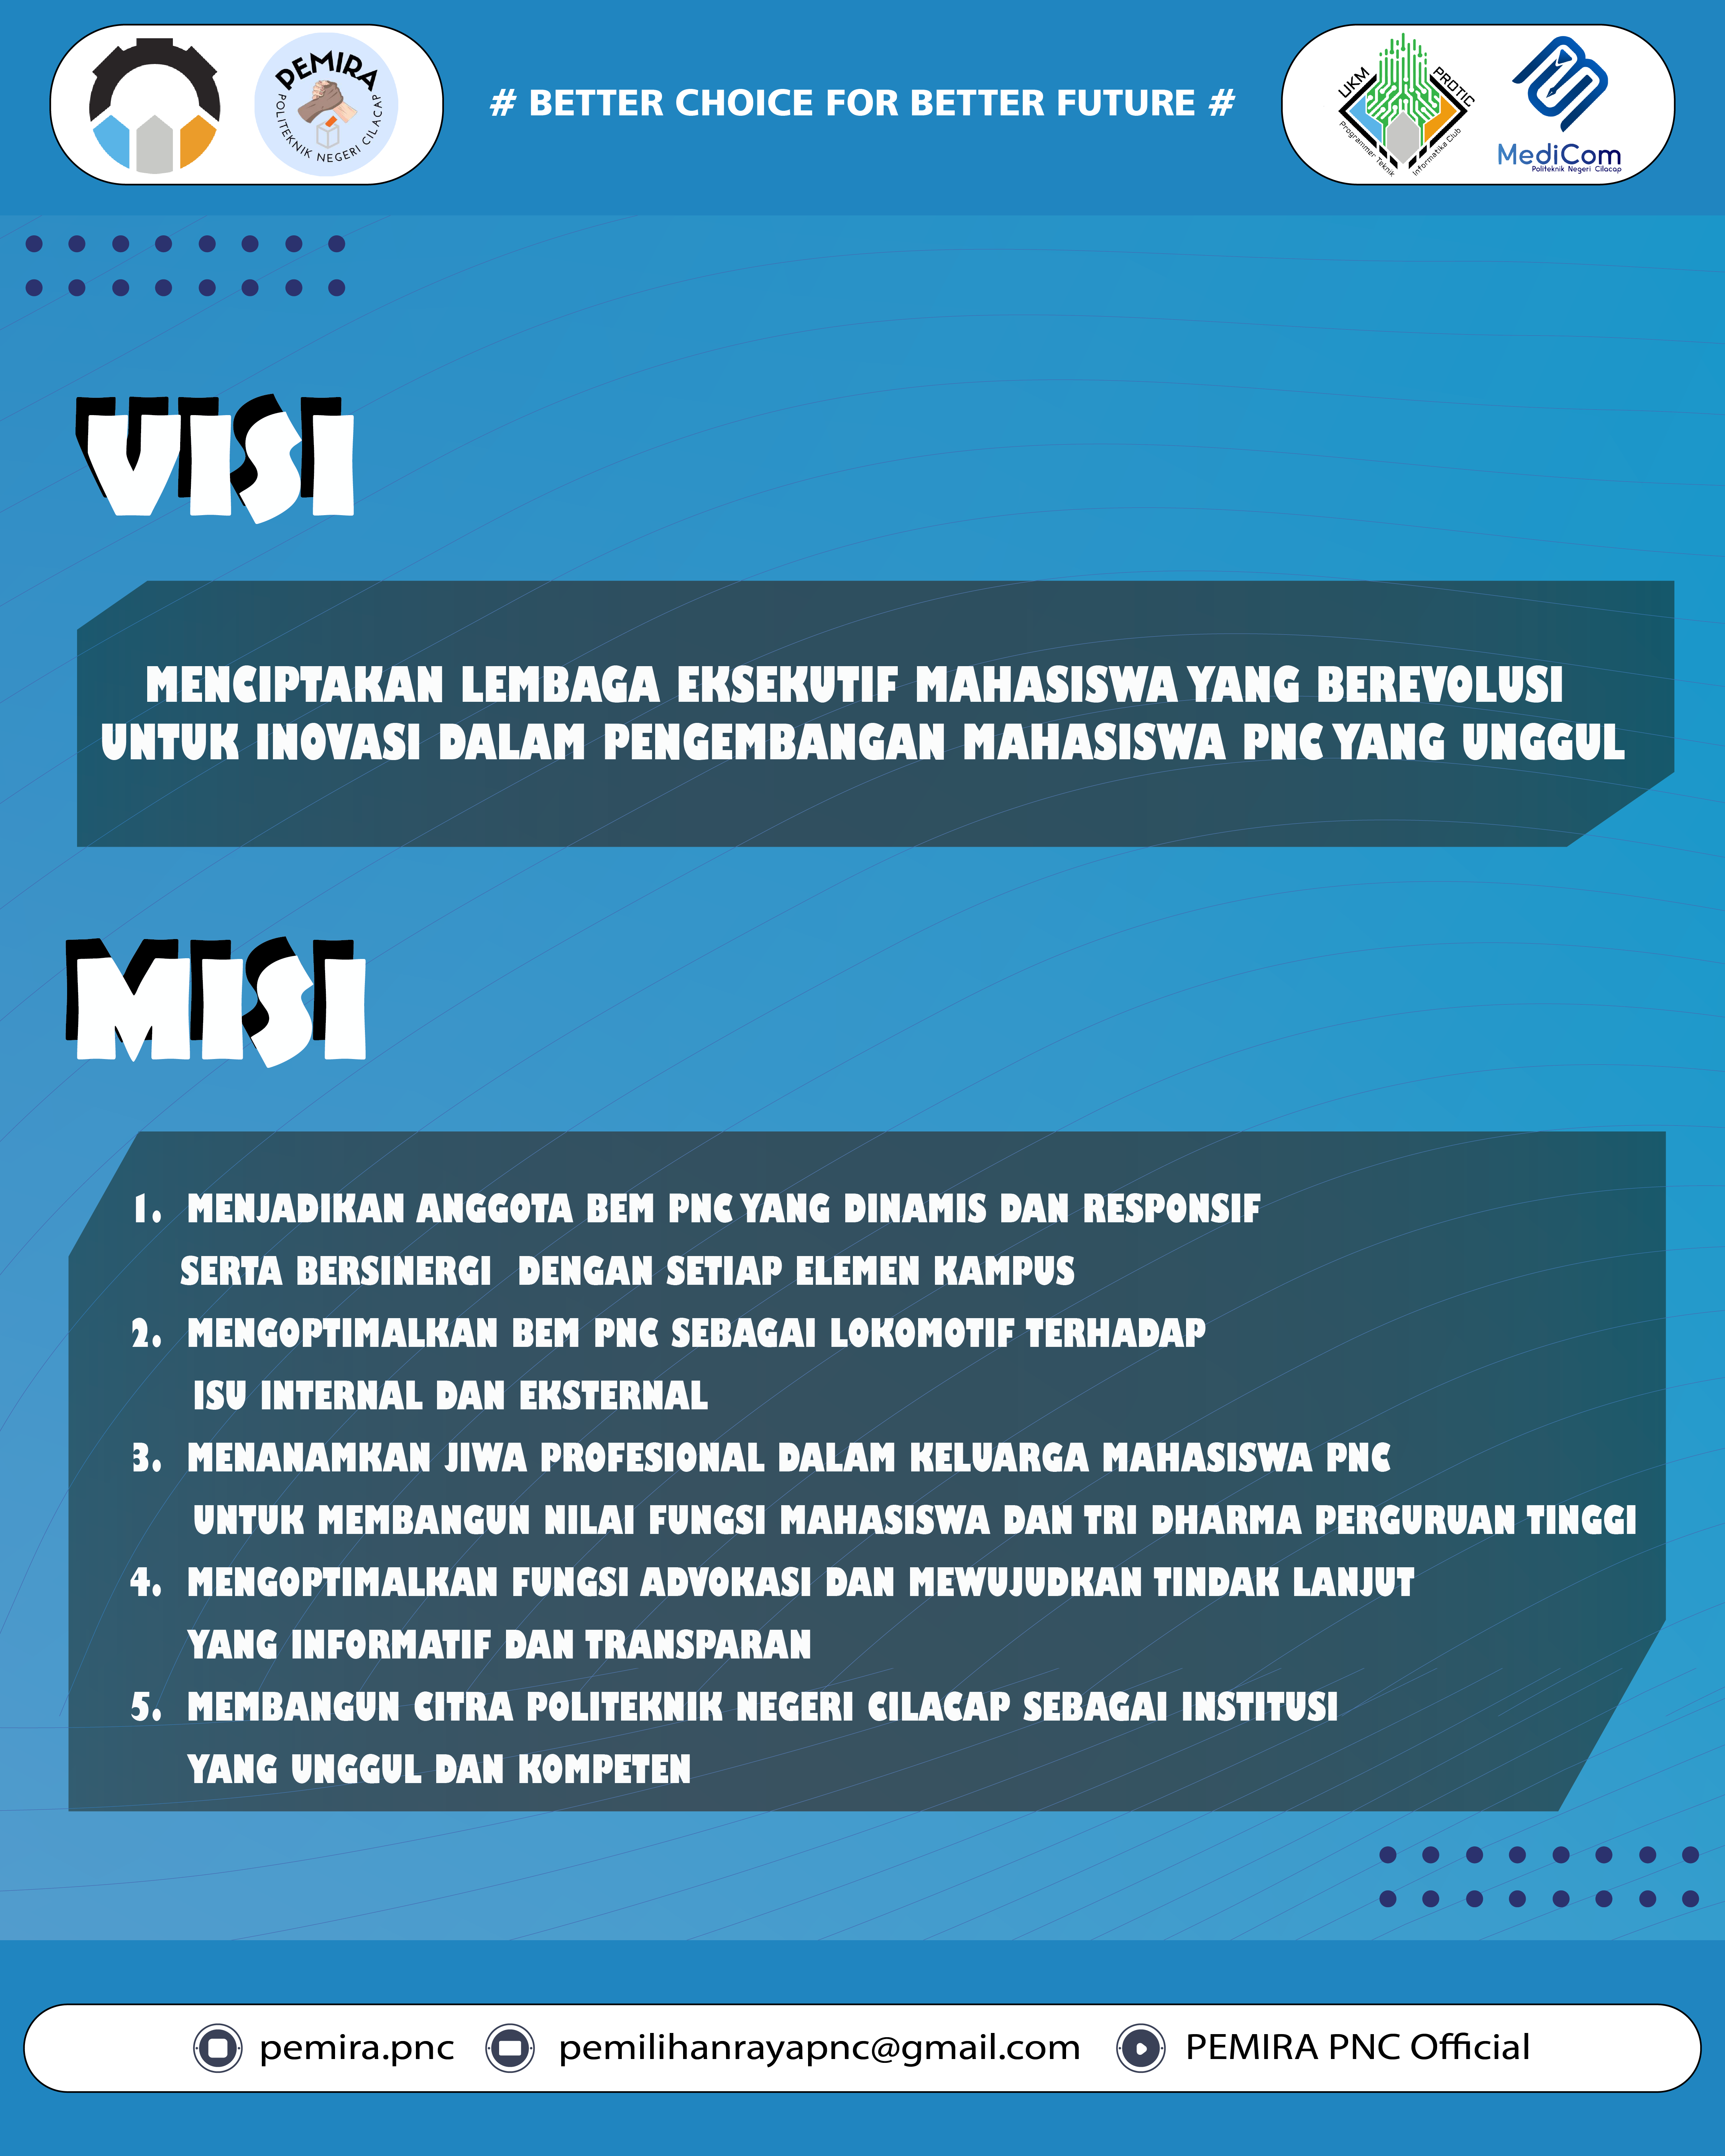 PEMIRA
POLITEKNIK NEGERI CILACAP
# BETTER CHOICE FOR BETTER FUTURE #
UKM PROTIC
Programmer Teknik Informatika Club
MediCom
Politeknik Negeri Cilacap
VISI
MENCIPTAKAN LEMBAGA EKSEKUTIF MAHASISWA YANG BEREVOLUSI
UNTUK INOVASI DALAM PENGEMBANGAN MAHASISWA PNC YANG UNGGUL
MISI
1. MENJADIKAN ANGGOTA BEM PNC YANG DINAMIS DAN RESPONSIF
SERTA BERSINERGI DENGAN SETIAP ELEMEN KAMPUS
2. MENGOPTIMALKAN BEM PNC SEBAGAI LOKOMOTIF TERHADAP
ISU INTERNAL DAN EKSTERNAL
3. MENANAMKAN JIWA PROFESIONAL DALAM KELUARGA MAHASISWA PNC
UNTUK MEMBANGUN NILAI FUNGSI MAHASISWA DAN TRI DHARMA PERGURUAN TINGGI
4. MENGOPTIMALKAN FUNGSI ADVOKASI DAN MEWUJUDKAN TINDAK LANJUT
YANG INFORMATIF DAN TRANSPARAN
5. MEMBANGUN CITRA POLITEKNIK NEGERI CILACAP SEBAGAI INSTITUSI
YANG UNGGUL DAN KOMPETEN
pemira.pnc pemilihanrayapnc@gmail.com PEMIRA PNC Official